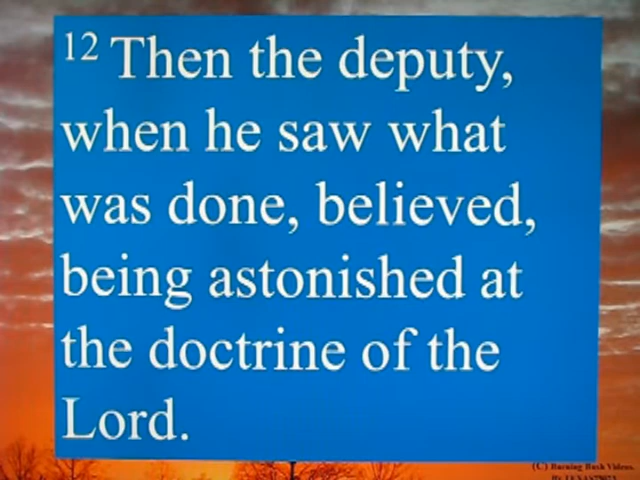 12 Then the deputy,
when he saw what
was done, believed,
being astonished at
the doctrine of the
Lord.
(C) Burning Bush Videos.